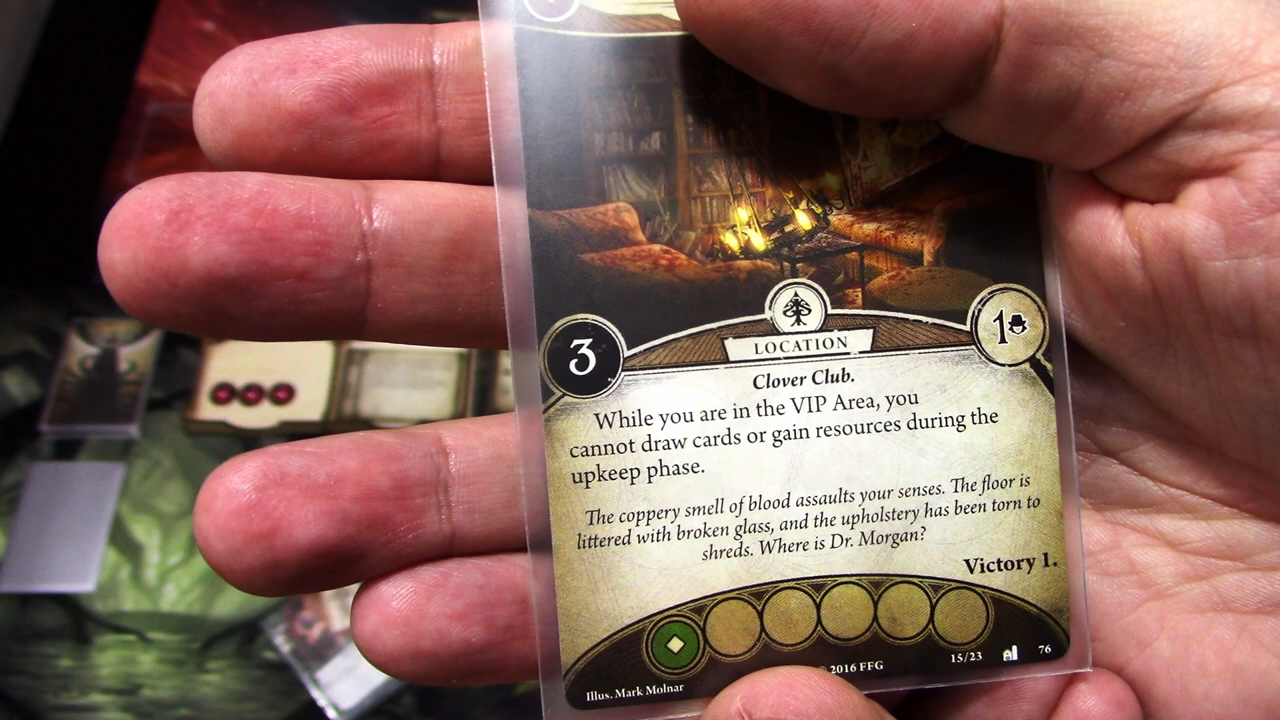 3
LOCATION
1
Clover Club.
While you are in the VIP Area, you
cannot draw cards or gain resources during the
upkeep phase.
The coppery smell of blood assaults your senses. The floor is
littered with broken glass, and the upholstery has been torn to
shreds. Where is Dr. Morgan?
Victory 1.
Illus. Mark Molnar
© 2016 FFG
15/23
76